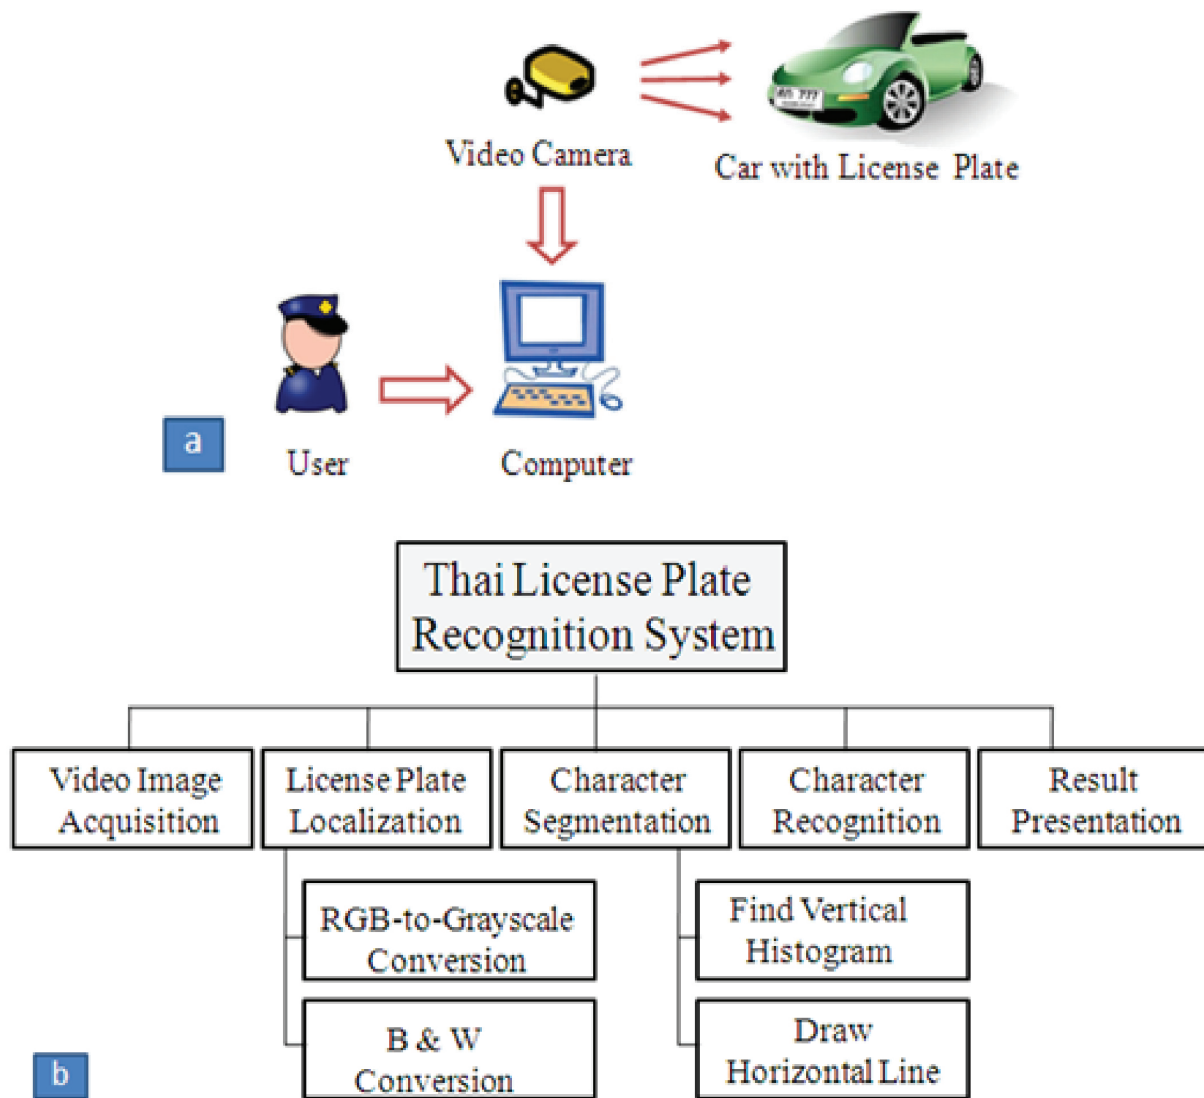 Video Camera
Car with License Plate
a
User
Computer
Thai License Plate
Recognition System
Video Image
Acquisition
License Plate
Localization
Character
Segmentation
Character
Recognition
Result
Presentation
RGB-to-Grayscale
Conversion
Find Vertical
Histogram
B & W
Conversion
Draw
Horizontal Line
b
777